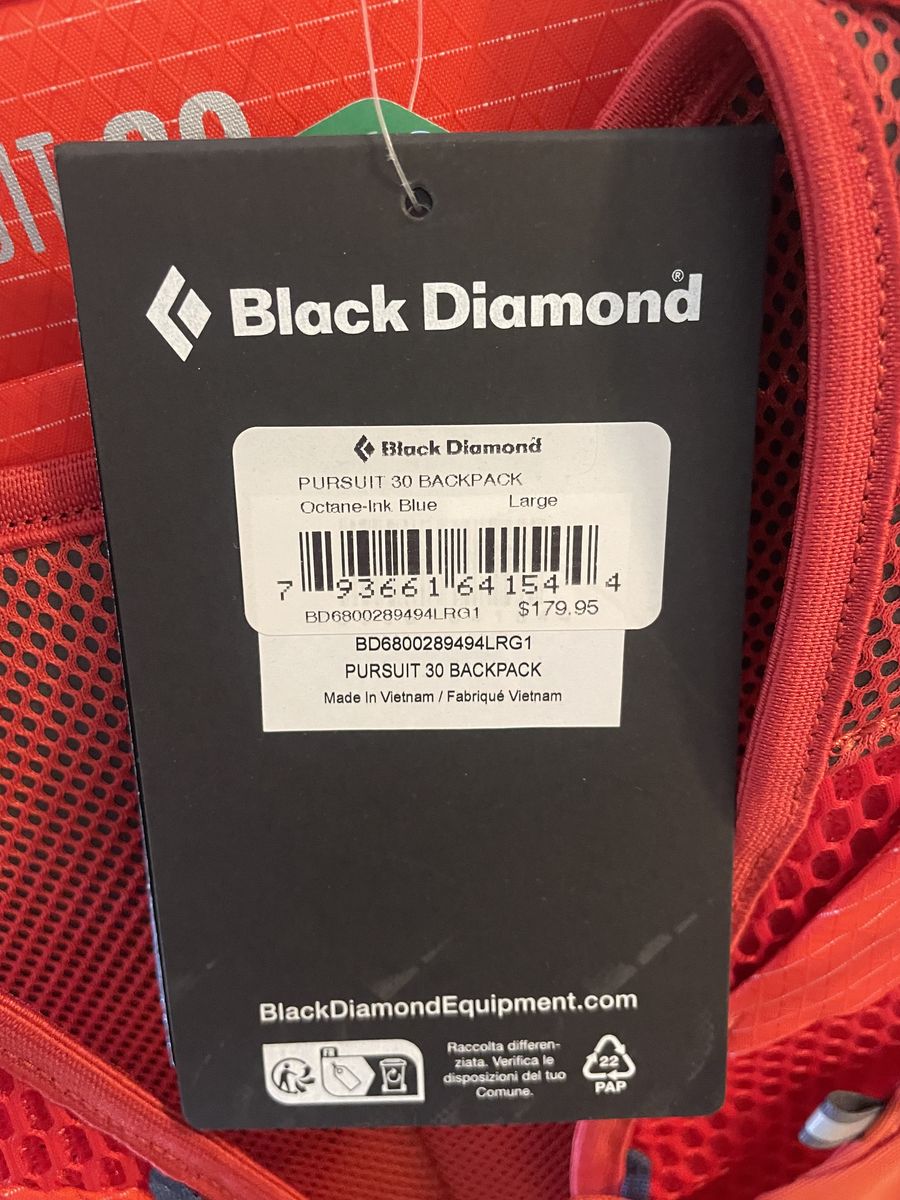 Black Diamond®
Black Diamond
PURSUIT 30 BACKPACK
Octane-Ink Blue Large
7 93661 64154 4
BD6800289494LRG1 $179.95
BD6800289494LRG1
PURSUIT 30 BACKPACK
Made In Vietnam / Fabriqué Vietnam
BlackDiamondEquipment.com
Raccolta differen-
ziata. Verifica le
disposizioni del tuo
Comune.
22
PAP